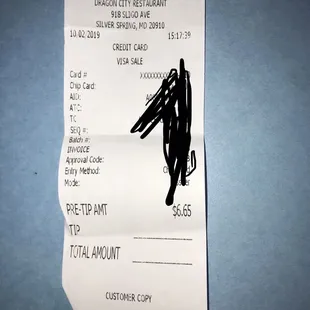 DRAGON CITY RESTAURANT
918 SLIGO AVE
SILVER SPRING, MD 20910
10/02/2019 15:17:39
CREDIT CARD
VISA SALE
Card #
Chip Card:
AID:
ATC:
TC
SEQ #:
Batch #:
INVOICE
Approval Code:
Entry Method:
Mode:
PRE-TIP AMT $6.65
TIP
TOTAL AMOUNT
CUSTOMER COPY